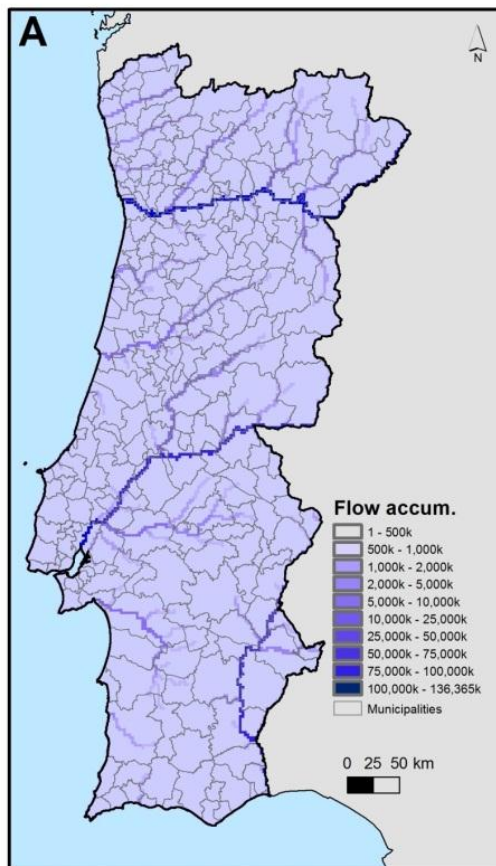 A
N
Flow accum.
1 - 500k
500k - 1,000k
1,000k - 2,000k
2,000k - 5,000k
5,000k - 10,000k
10,000k - 25,000k
25,000k - 50,000k
50,000k - 75,000k
75,000k - 100,000k
100,000k - 136,365k
Municipalities
0 25 50 km